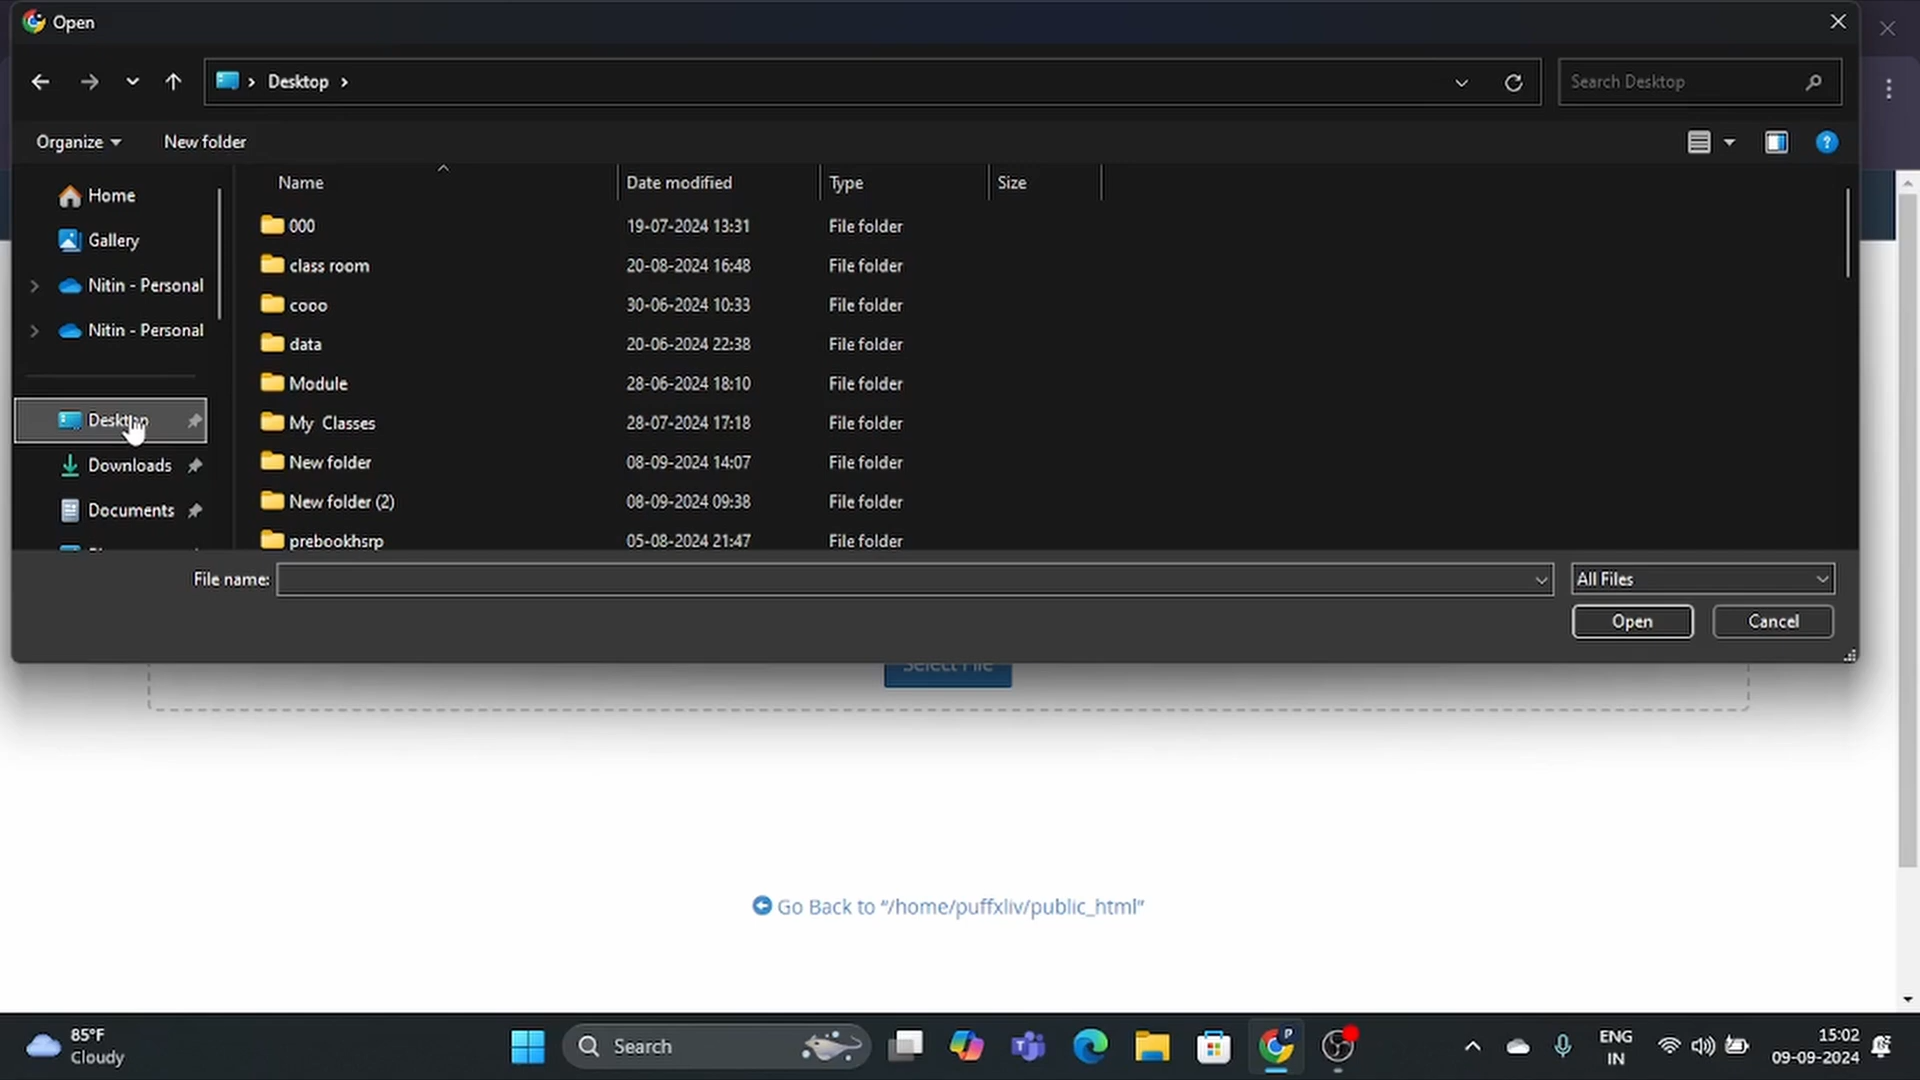 Open
Desktop
Search Desktop
Organize
New folder
Name
Date modified
Type
Size
Home
Gallery
Nitin - Personal
Nitin - Personal
Desktop
Downloads
Documents
000 19-07-2024 13:31 File folder
class room 20-08-2024 16:48 File folder
cooo 30-06-2024 10:33 File folder
data 20-06-2024 22:38 File folder
Module 28-06-2024 18:10 File folder
My Classes 28-07-2024 17:18 File folder
New folder 08-09-2024 14:07 File folder
New folder (2) 08-09-2024 09:38 File folder
prebookhsrp 05-08-2024 21:47 File folder
File name:
All Files
Open
Cancel
Select File
Go Back to “/home/puffxliv/public_html”
85°F
Cloudy
Search
ENG
IN
15:02
09-09-2024